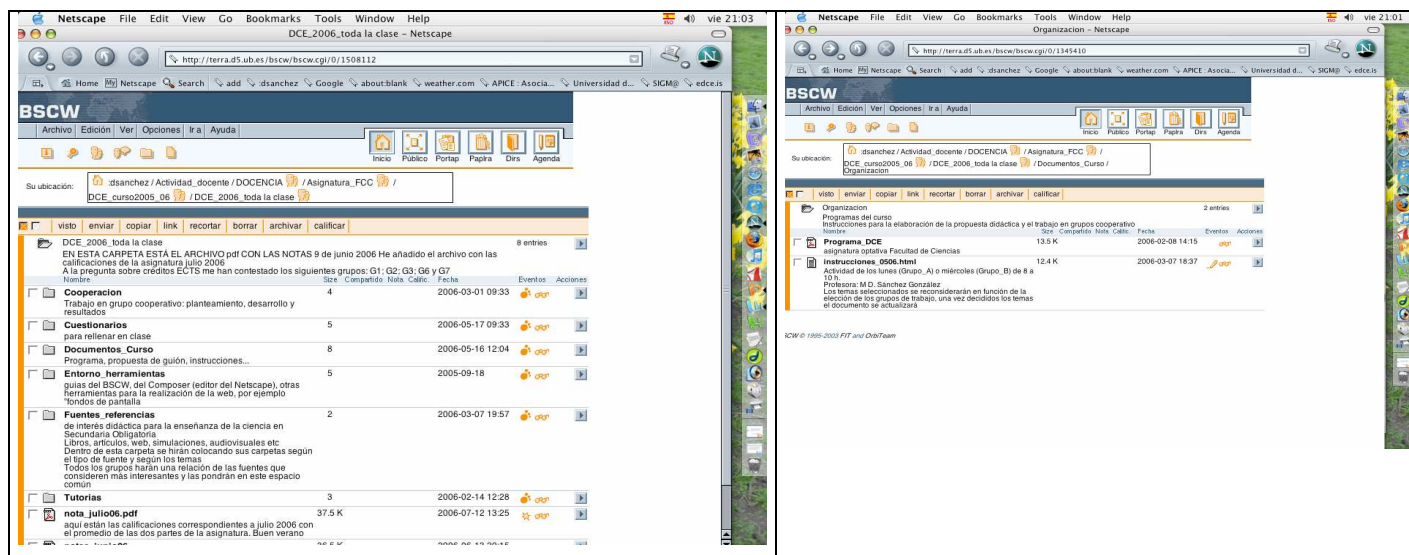 Netscape File Edit View Go Bookmarks Tools Window Help vie 21:03
DCE_2006_toda la clase – Netscape
http://terra.d5.ub.es/bscw/bscw.cgi/0/1508112
Home Netscape Search add :dsanchez Google about:blank weather.com APICE : Asocia... Universidad d... SIGM@ edce.is
BSCW
Archivo Edición Ver Opciones Ir a Ayuda
Inicio Público Portap Paplra Dirs Agenda
Su ubicación: :dsanchez / Actividad_docente / DOCENCIA / Asignatura_FCC /
DCE_curso2005_06 / DCE_2006_toda la clase
visto enviar copiar link recortar borrar archivar calificar
DCE_2006_toda la clase 8 entries
EN ESTA CARPETA ESTÁ EL ARCHIVO pdf CON LAS NOTAS 9 de junio 2006 He añadido el archivo con las
calificaciones de la asignatura julio 2006
A la pregunta sobre créditos ECTS me han contestado los siguientes grupos: G1; G2; G3; G6 y G7
Nombre Size Compartido Nota Calific. Fecha Eventos Acciones
Cooperacion 4 2006-03-01 09:33
Trabajo en grupo cooperativo: planteamiento, desarrollo y
resultados
Cuestionarios 5 2006-05-17 09:33
para rellenar en clase
Documentos_Curso 8 2006-05-16 12:04
Programa, propuesta de guión, instrucciones...
Entorno_herramientas 5 2005-09-18
guias del BSCW, del Composer (editor del Netscape), otras
herramientas para la realización de la web, por ejemplo
"fondos de pantalla
Fuentes_referencias 2 2006-03-07 19:57
de interés didáctica para la enseñanza de la ciencia en
Secundaria Obligatoria
Libros, artículos, web, simulaciones, audiovisuales etc
Dentro de esta carpeta se hirán colocando sus carpetas según
el tipo de fuente y según los temas
Todos los grupos harán una relación de las fuentes que
consideren más interesantes y las pondrán en este espacio
común
Tutorias 3 2006-02-14 12:28
nota_julio06.pdf 37.5 K 2006-07-12 13:25
aquí están las calificaciones correspondientes a julio 2006 con
el promedio de las dos partes de la asignatura. Buen verano
Netscape File Edit View Go Bookmarks Tools Window Help vie 21:01
Organizacion – Netscape
http://terra.d5.ub.es/bscw/bscw.cgi/0/1345410
Home Netscape Search add :dsanchez Google about:blank weather.com APICE : Asocia... Universidad d... SIGM@ edce.is
BSCW
Archivo Edición Ver Opciones Ir a Ayuda
Inicio Público Portap Paplra Dirs Agenda
Su ubicación: :dsanchez / Actividad_docente / DOCENCIA / Asignatura_FCC /
DCE_curso2005_06 / DCE_2006_toda la clase / Documentos_Curso /
Organizacion
visto enviar copiar link recortar borrar archivar calificar
Organizacion 2 entries
Programas del curso
Instrucciones para la elaboración de la propuesta didáctica y el trabajo en grupos cooperativo
Nombre Size Compartido Nota Calific. Fecha Eventos Acciones
Programa_DCE 13.5 K 2006-02-08 14:15
asignatura optativa Facultad de Ciencias
instrucciones_0506.html 12.4 K 2006-03-07 18:37
Actividad de los lunes (Grupo_A) o miércoles (Grupo_B) de 8 a
10 h.
Profesora: M D. Sánchez González
Los temas seleccionados se reconsiderarán en función de la
elección de los grupos de trabajo, una vez decididos los temas
el documento se actualizará
SCW © 1995-2003 FIT and OrbiTeam